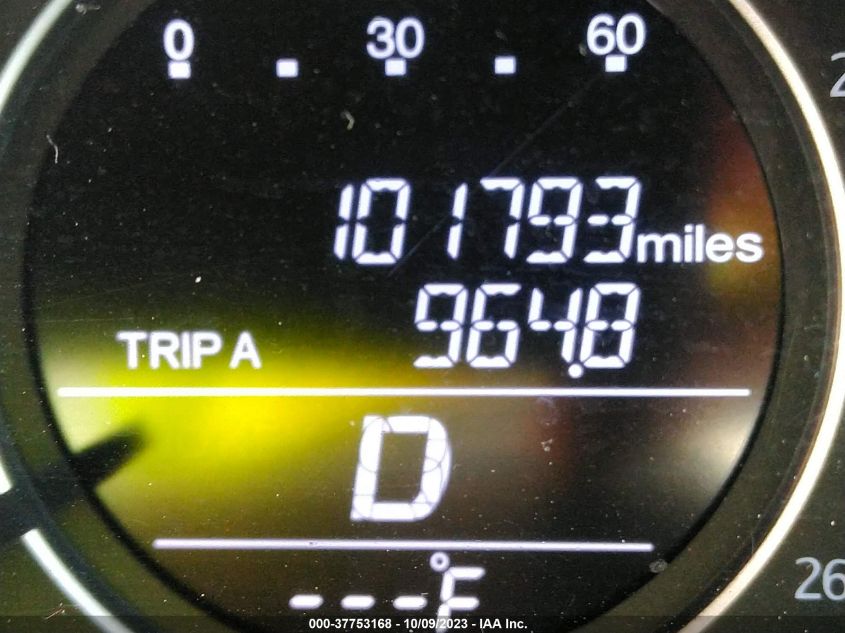 0 30 60
101793 miles
TRIP A 964.8
D
---°F
26
000-37753168 - 10/09/2023 - IAA Inc.